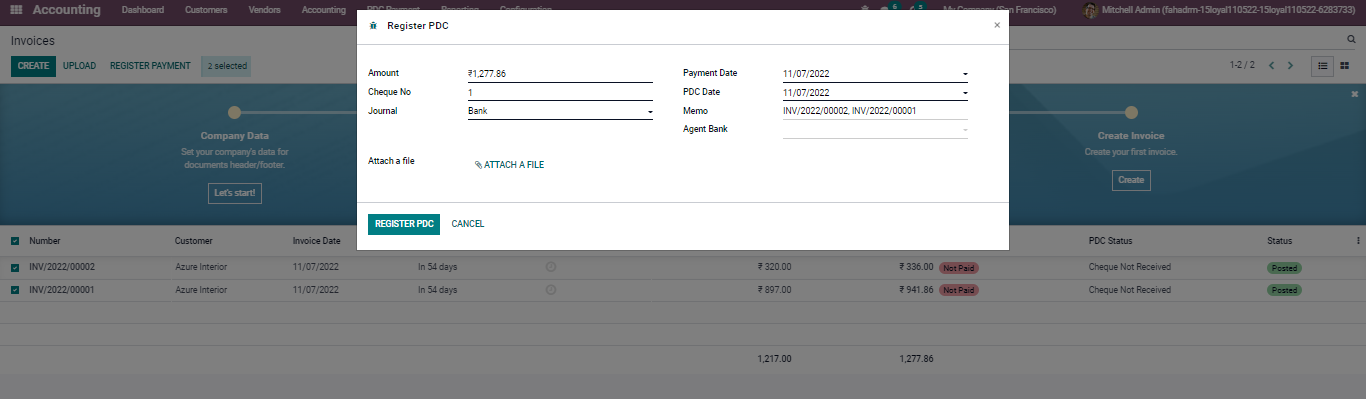 Accounting Dashboard Customers Vendors Accounting PDC Payment Reporting Configuration 6 5 My Company (San Francisco) Mitchell Admin (fahadrm-15loyal110522-15loyal110522-6283733)
Register PDC ×
Invoices
CREATE UPLOAD REGISTER PAYMENT 2 selected
1-2 / 2
Amount ₹1,277.86 Payment Date 11/07/2022
Cheque No 1 PDC Date 11/07/2022
Journal Bank Memo INV/2022/00002, INV/2022/00001
Agent Bank
Attach a file ATTACH A FILE
REGISTER PDC CANCEL
Company Data
Set your company's data for
documents header/footer.
Let's start!
Create Invoice
Create your first invoice.
Create
Number Customer Invoice Date PDC Status Status
INV/2022/00002 Azure Interior 11/07/2022 In 54 days ₹ 320.00 ₹ 336.00 Not Paid Cheque Not Received Posted
INV/2022/00001 Azure Interior 11/07/2022 In 54 days ₹ 897.00 ₹ 941.86 Not Paid Cheque Not Received Posted
1,217.00 1,277.86